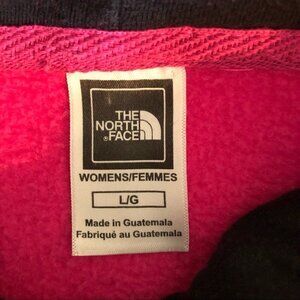 THE
NORTH
®FACE
WOMENS/FEMMES
L/G
Made in Guatemala
Fabriqué au Guatemala